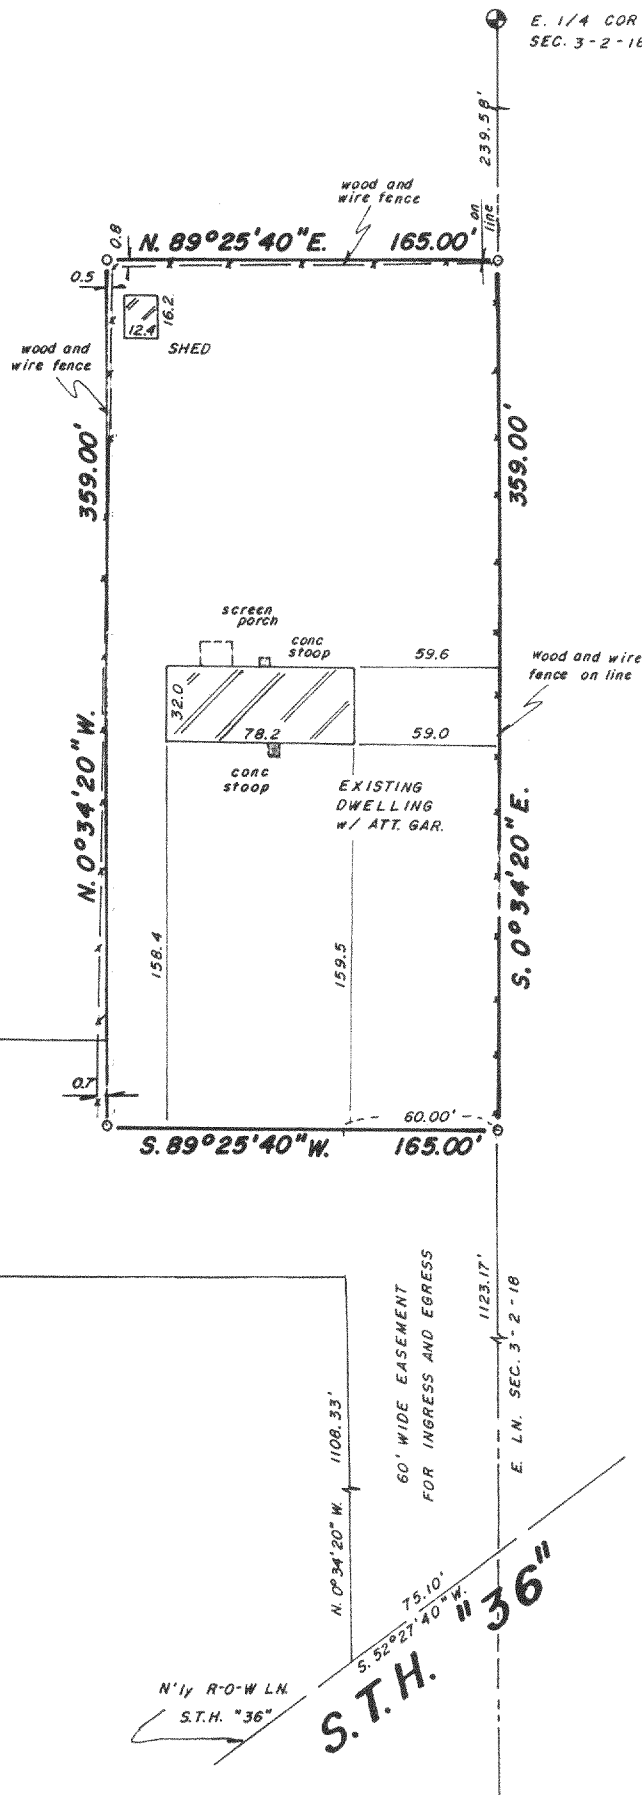 E. 1/4 COR
SEC. 3-2-18
239.58'
on
line
wood and
wire fence
0.8
N. 89°25'40"E. 165.00'
0.5
16.2
12.4
SHED
wood and
wire fence
359.00'
359.00'
screen
porch
conc
stoop
59.6
Wood and wire
fence on line
32.0
78.2
59.0
conc
stoop
EXISTING
DWELLING
w/ ATT. GAR.
N. 0°34'20"W.
S. 0°34'20"E.
158.4
159.5
0.7
60.00'
S. 89°25'40"W. 165.00'
60' WIDE EASEMENT
FOR INGRESS AND EGRESS
1123.17'
E. LN. SEC. 3-2-18
N. 0°34'20"W. 1108.33'
75.10'
S. 52°27'40"W.
S.T.H. "36"
N'ly R-O-W LN.
S.T.H. "36"